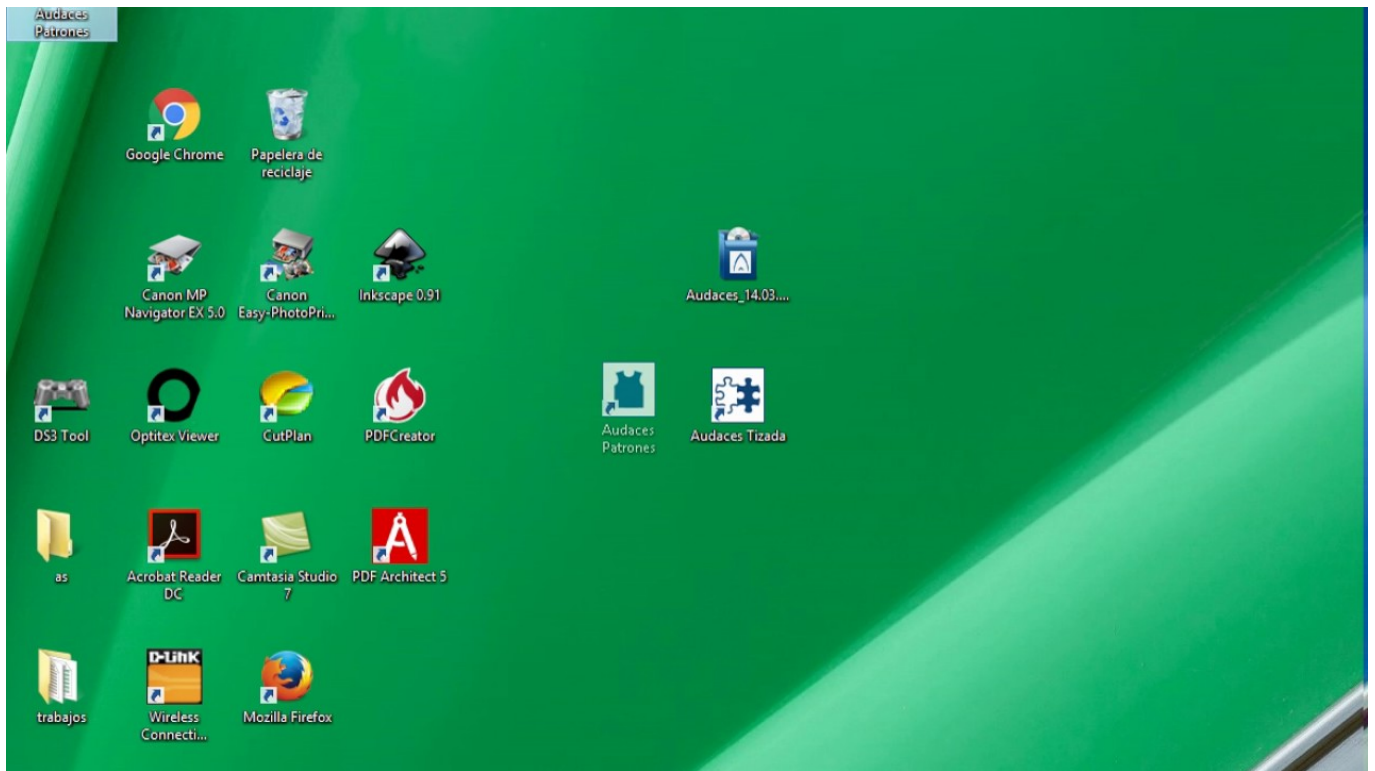 Audaces
Patrones
Google Chrome
Papelera de
reciclaje
Canon MP
Navigator EX 5.0
Canon
Easy-PhotoPri...
Inkscape 0.91
Audaces_14.03....
DS3 Tool
Optitex Viewer
CutPlan
PDFCreator
Audaces
Patrones
Audaces Tizada
as
Acrobat Reader
DC
Camtasia Studio
7
PDF Architect 5
trabajos
D-Link
Wireless
Connecti...
Mozilla Firefox